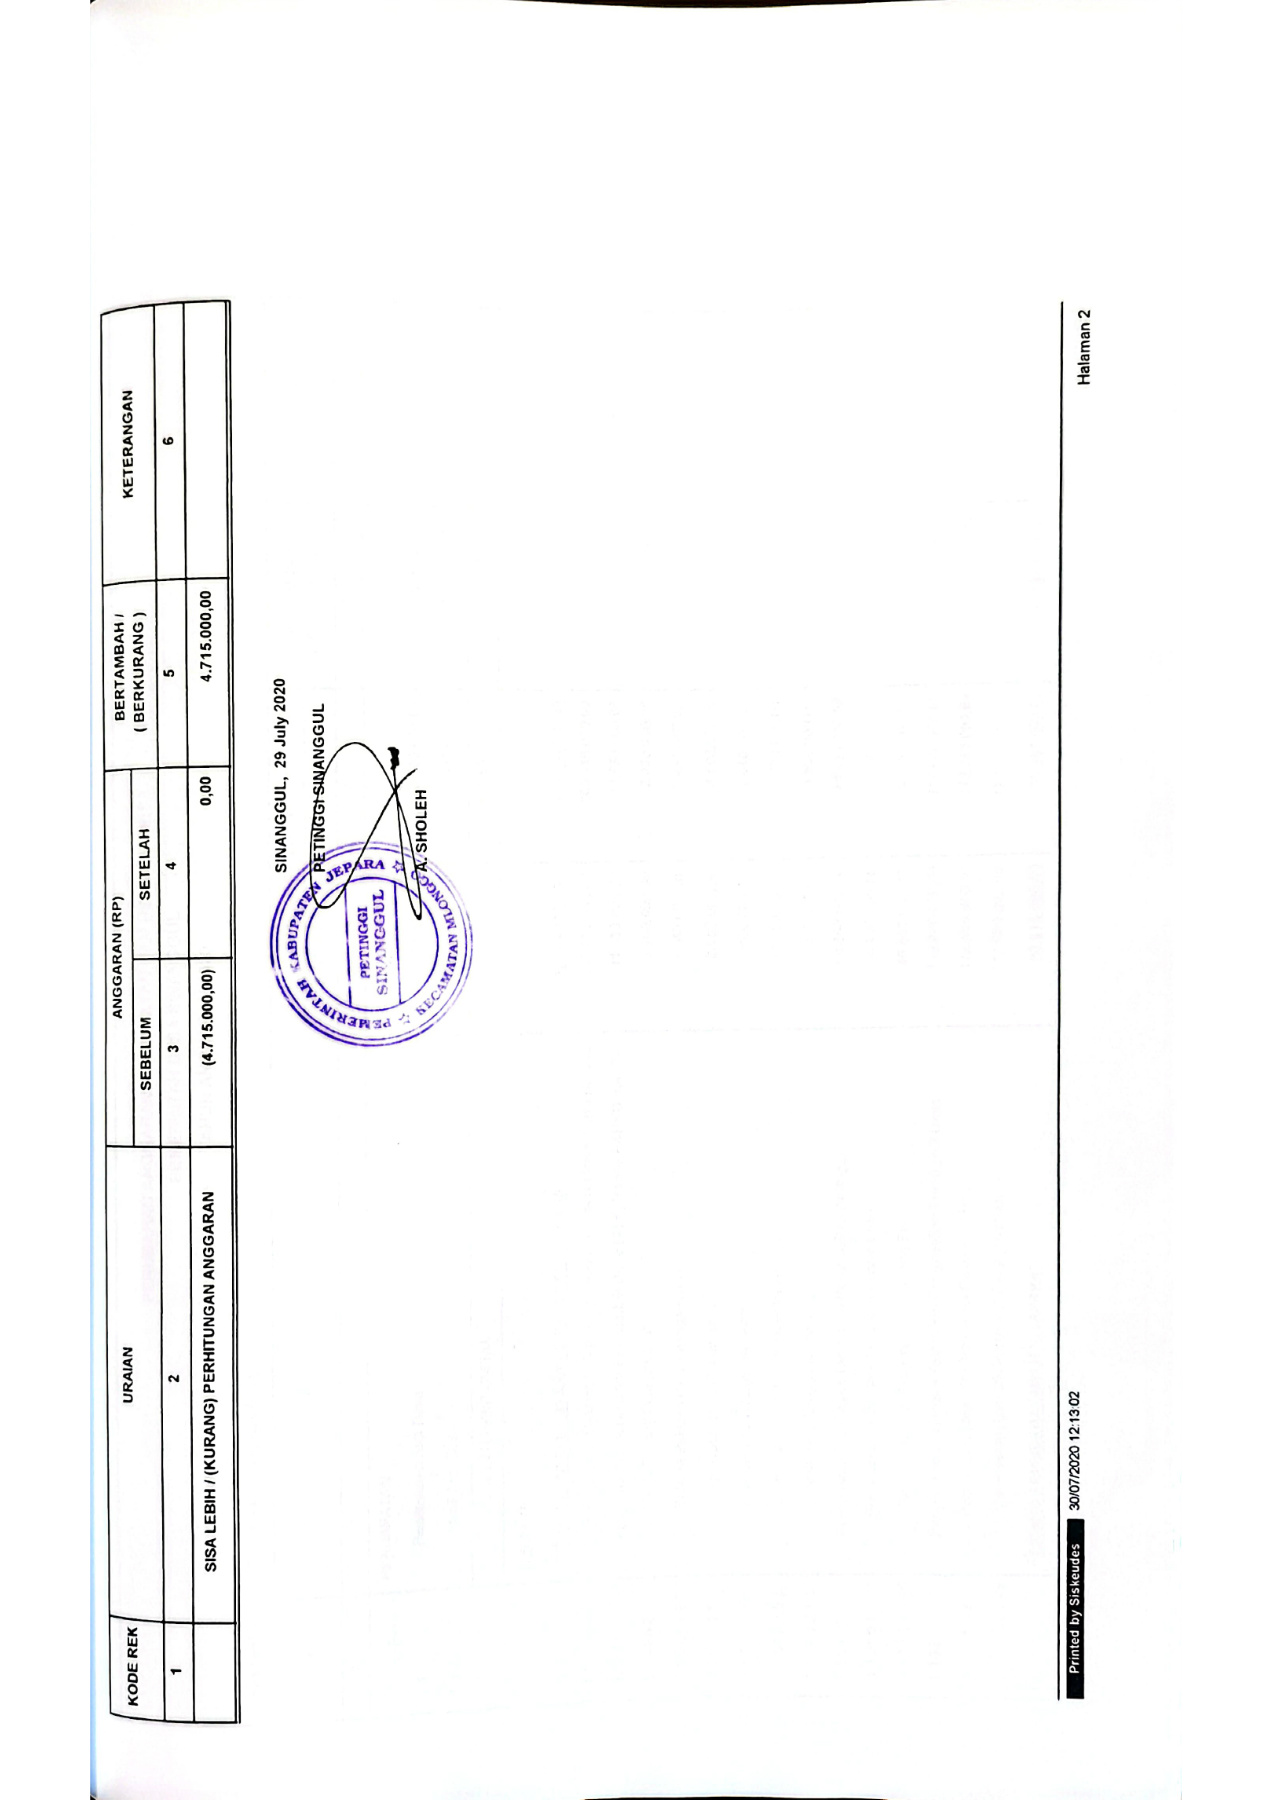 KODE REK URAIAN ANGGARAN (RP) BERTAMBAH / ( BERKURANG ) KETERANGAN
SEBELUM SETELAH
1 2 3 4 5 6
SISA LEBIH / (KURANG) PERHITUNGAN ANGGARAN (4.715.000,00) 0,00 4.715.000,00
SINANGGUL, 29 July 2020
PETINGGI SINANGGUL
PEMERINTAH KABUPATEN JEPARA
PETINGGI
SINANGGUL
KECAMATAN MLONGGO
A. SHOLEH
Printed by Siskeudes 30/07/2020 12:13:02 Halaman 2